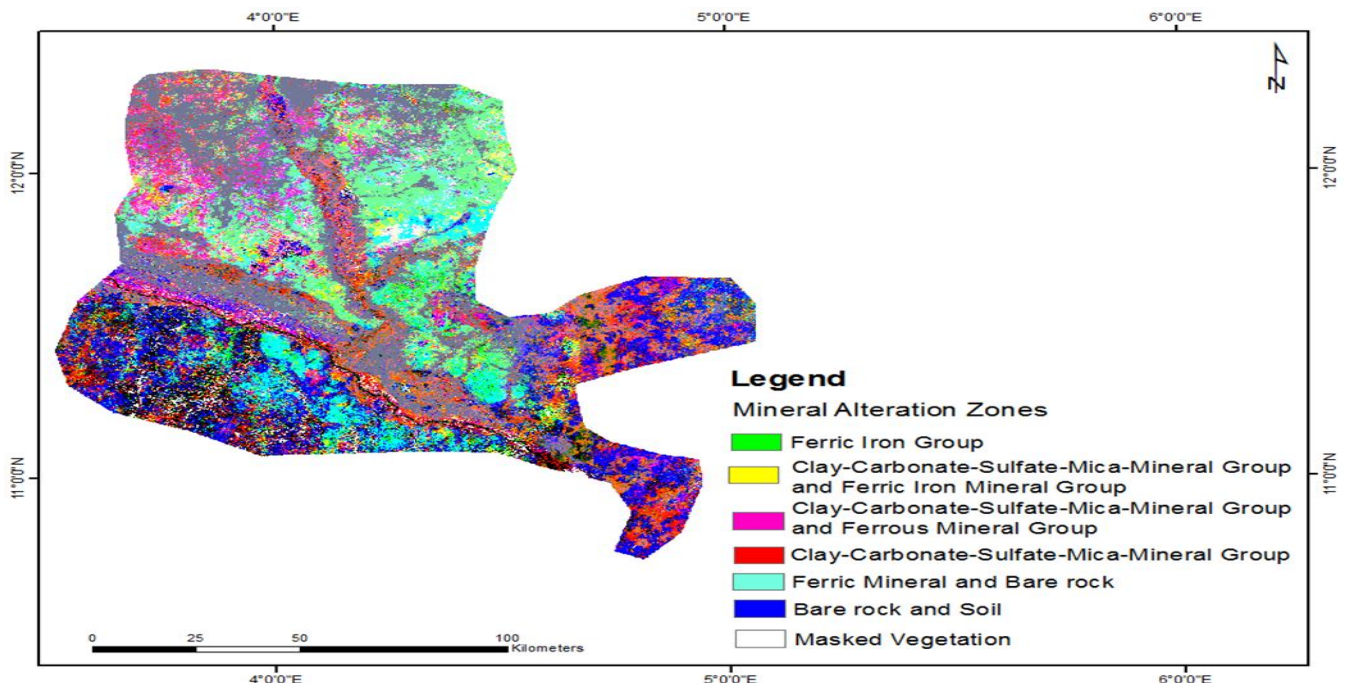 4°0'0"E 5°0'0"E 6°0'0"E
N
12°0'0"N 12°0'0"N
11°0'0"N 11°0'0"N
Legend
Mineral Alteration Zones
Ferric Iron Group
Clay-Carbonate-Sulfate-Mica-Mineral Group
and Ferric Iron Mineral Group
Clay-Carbonate-Sulfate-Mica-Mineral Group
and Ferrous Mineral Group
Clay-Carbonate-Sulfate-Mica-Mineral Group
Ferric Mineral and Bare rock
Bare rock and Soil
Masked Vegetation
0 25 50 100
Kilometers
4°0'0"E 5°0'0"E 6°0'0"E